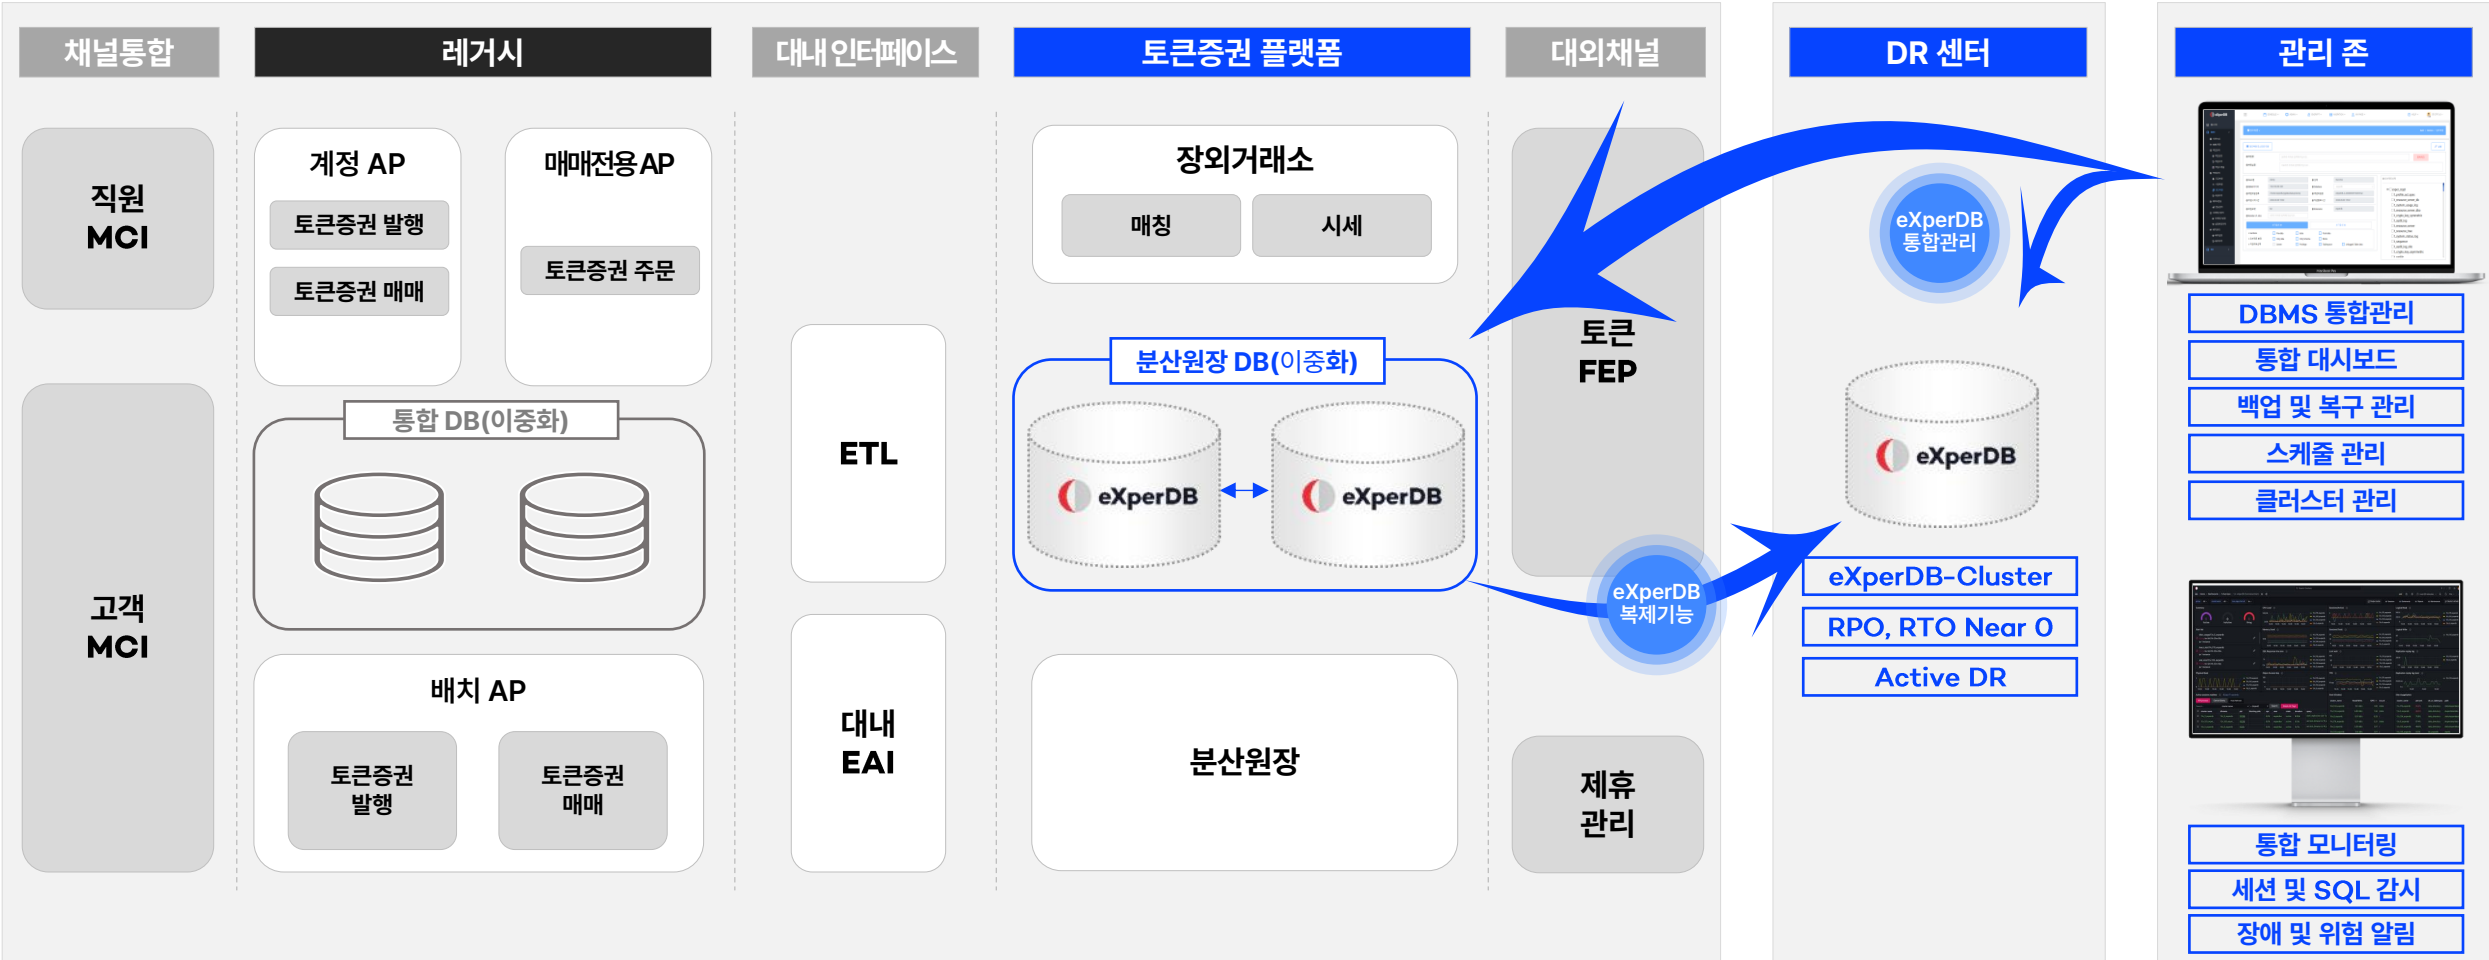 채널통합
레거시
대내 인터페이스
토큰증권 플랫폼
대외채널
DR 센터
관리 존
직원
MCI
고객
MCI
계정 AP
토큰증권 발행
토큰증권 매매
매매전용AP
토큰증권 주문
통합 DB(이중화)
배치 AP
토큰증권
발행
토큰증권
매매
ETL
대내
EAI
장외거래소
매칭
시세
분산원장 DB(이중화)
eXperDB
eXperDB
분산원장
토큰
FEP
제휴
관리
eXperDB
통합관리
eXperDB
복제기능
eXperDB
eXperDB-Cluster
RPO, RTO Near 0
Active DR
DBMS 통합관리
통합 대시보드
백업 및 복구 관리
스케줄 관리
클러스터 관리
통합 모니터링
세션 및 SQL 감시
장애 및 위험 알림